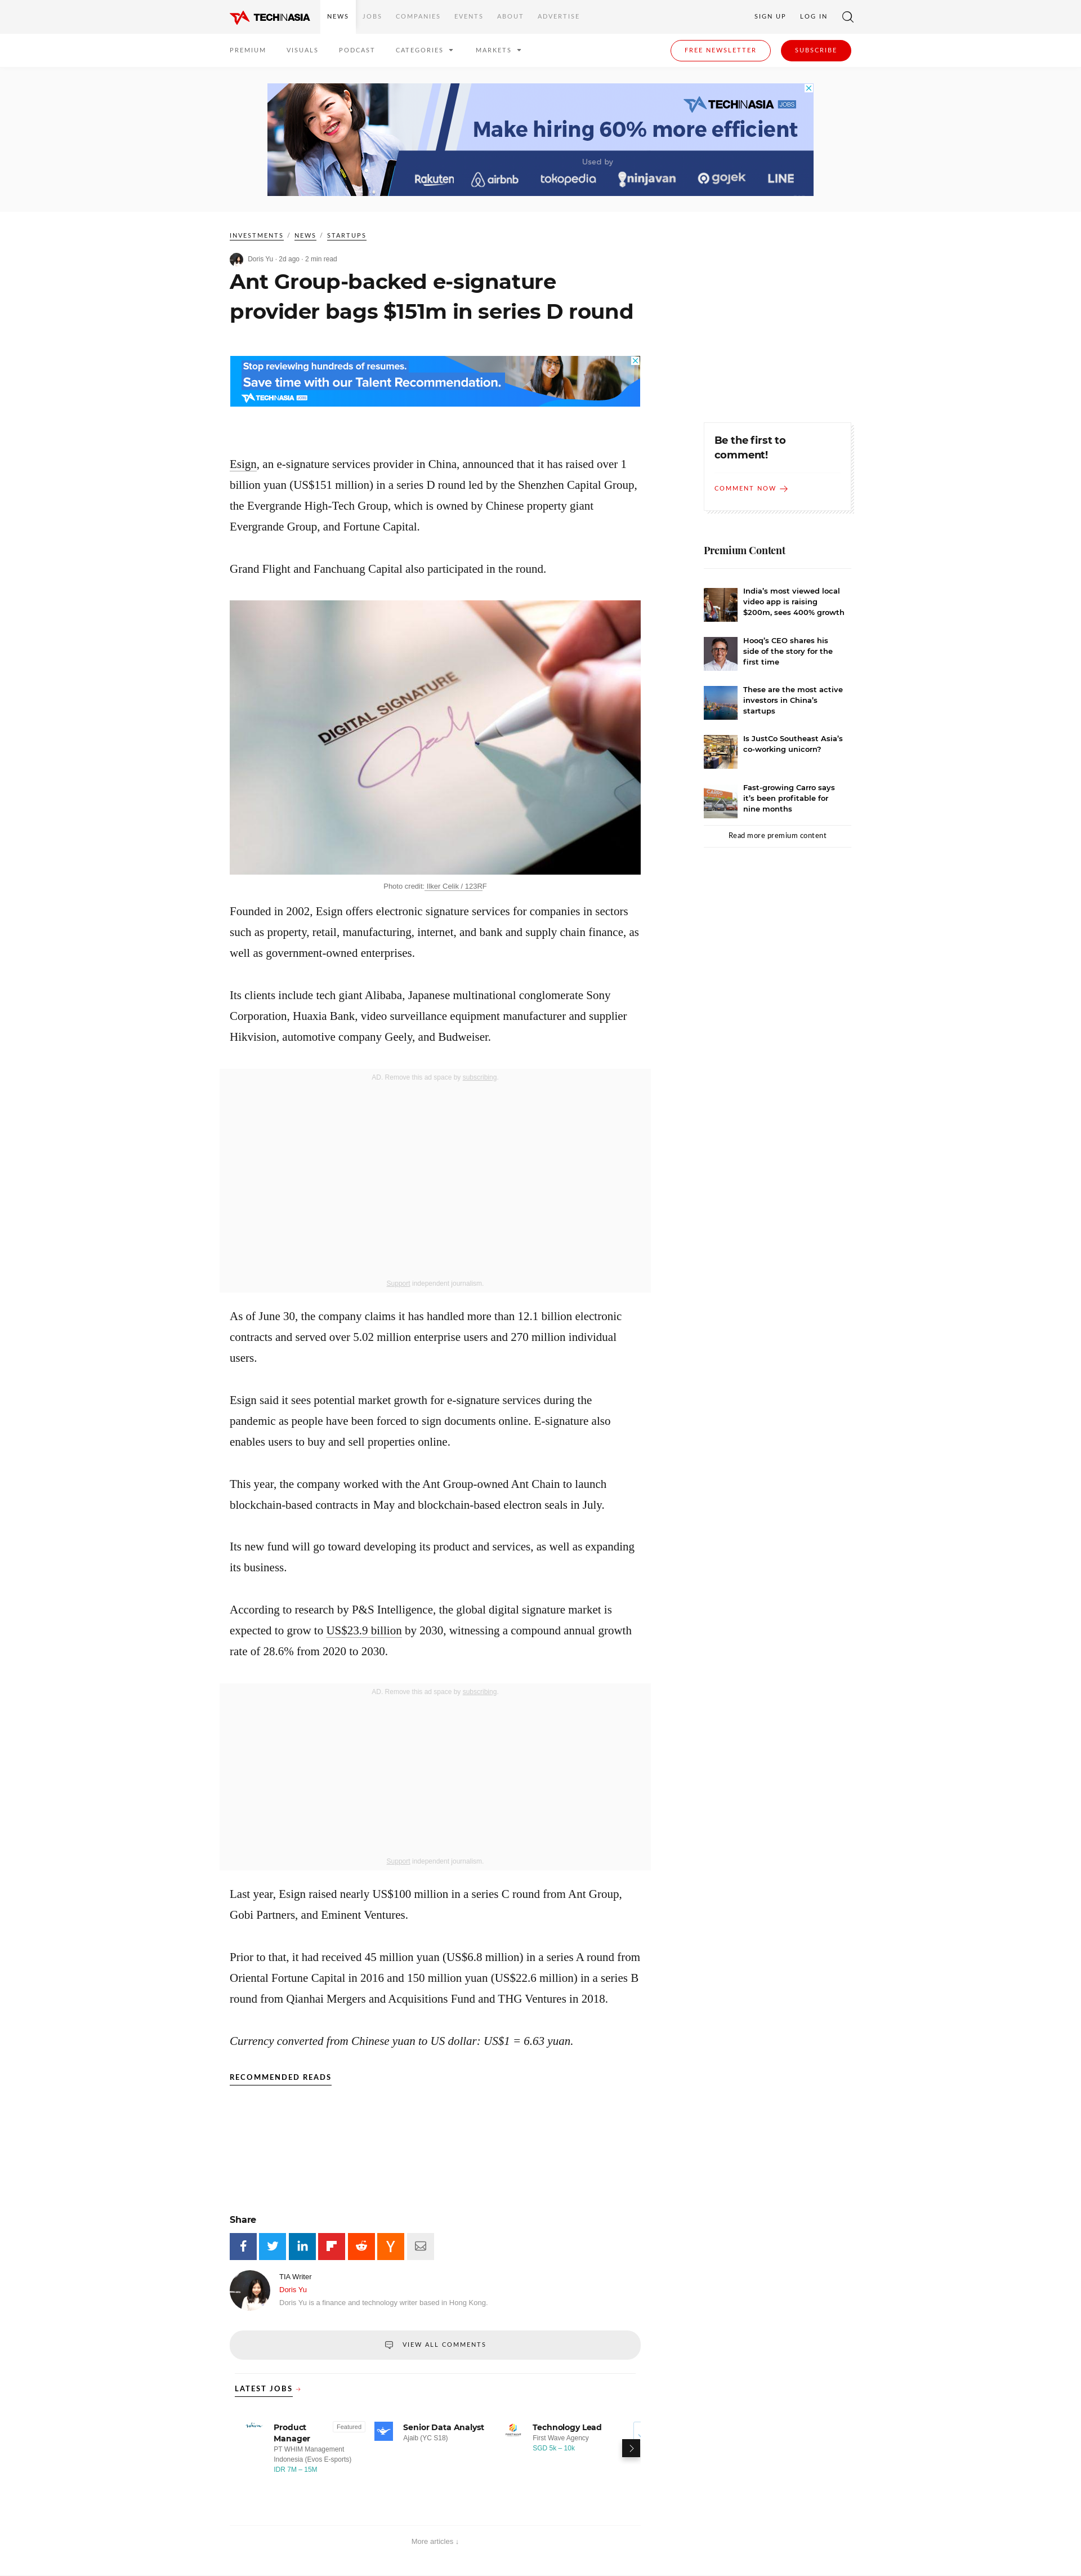 TECHINASIA
NEWS
JOBS
COMPANIES
EVENTS
ABOUT
ADVERTISE
SIGN UP
LOG IN
PREMIUM
VISUALS
PODCAST
CATEGORIES
MARKETS
FREE NEWSLETTER
SUBSCRIBE
TECHINASIA JOBS
Make hiring 60% more efficient
Used by
Rakuten airbnb tokopedia ninjavan gojek LINE
INVESTMENTS / NEWS / STARTUPS
Doris Yu · 2d ago · 2 min read
Ant Group-backed e-signature
provider bags $151m in series D round
Stop reviewing hundreds of resumes.
Save time with our Talent Recommendation.
TECHINASIA JOBS
Be the first to
comment!
COMMENT NOW
Esign, an e-signature services provider in China, announced that it has raised over 1
billion yuan (US$151 million) in a series D round led by the Shenzhen Capital Group,
the Evergrande High-Tech Group, which is owned by Chinese property giant
Evergrande Group, and Fortune Capital.
Grand Flight and Fanchuang Capital also participated in the round.
Premium Content
India's most viewed local
video app is raising
$200m, sees 400% growth
Hooq's CEO shares his
side of the story for the
first time
These are the most active
investors in China's
startups
Is JustCo Southeast Asia's
co-working unicorn?
Fast-growing Carro says
it's been profitable for
nine months
Read more premium content
DIGITAL SIGNATURE
Photo credit: Ilker Celik / 123RF
Founded in 2002, Esign offers electronic signature services for companies in sectors
such as property, retail, manufacturing, internet, and bank and supply chain finance, as
well as government-owned enterprises.
Its clients include tech giant Alibaba, Japanese multinational conglomerate Sony
Corporation, Huaxia Bank, video surveillance equipment manufacturer and supplier
Hikvision, automotive company Geely, and Budweiser.
AD. Remove this ad space by subscribing.
Support independent journalism.
As of June 30, the company claims it has handled more than 12.1 billion electronic
contracts and served over 5.02 million enterprise users and 270 million individual
users.
Esign said it sees potential market growth for e-signature services during the
pandemic as people have been forced to sign documents online. E-signature also
enables users to buy and sell properties online.
This year, the company worked with the Ant Group-owned Ant Chain to launch
blockchain-based contracts in May and blockchain-based electron seals in July.
Its new fund will go toward developing its product and services, as well as expanding
its business.
According to research by P&S Intelligence, the global digital signature market is
expected to grow to US$23.9 billion by 2030, witnessing a compound annual growth
rate of 28.6% from 2020 to 2030.
AD. Remove this ad space by subscribing.
Support independent journalism.
Last year, Esign raised nearly US$100 million in a series C round from Ant Group,
Gobi Partners, and Eminent Ventures.
Prior to that, it had received 45 million yuan (US$6.8 million) in a series A round from
Oriental Fortune Capital in 2016 and 150 million yuan (US$22.6 million) in a series B
round from Qianhai Mergers and Acquisitions Fund and THG Ventures in 2018.
Currency converted from Chinese yuan to US dollar: US$1 = 6.63 yuan.
RECOMMENDED READS
Share
TIA Writer
Doris Yu
Doris Yu is a finance and technology writer based in Hong Kong.
VIEW ALL COMMENTS
LATEST JOBS →
Product
Manager
Featured
PT WHIM Management
Indonesia (Evos E-sports)
IDR 7M – 15M
Senior Data Analyst
Ajaib (YC S18)
Technology Lead
First Wave Agency
SGD 5k – 10k
More articles ↓